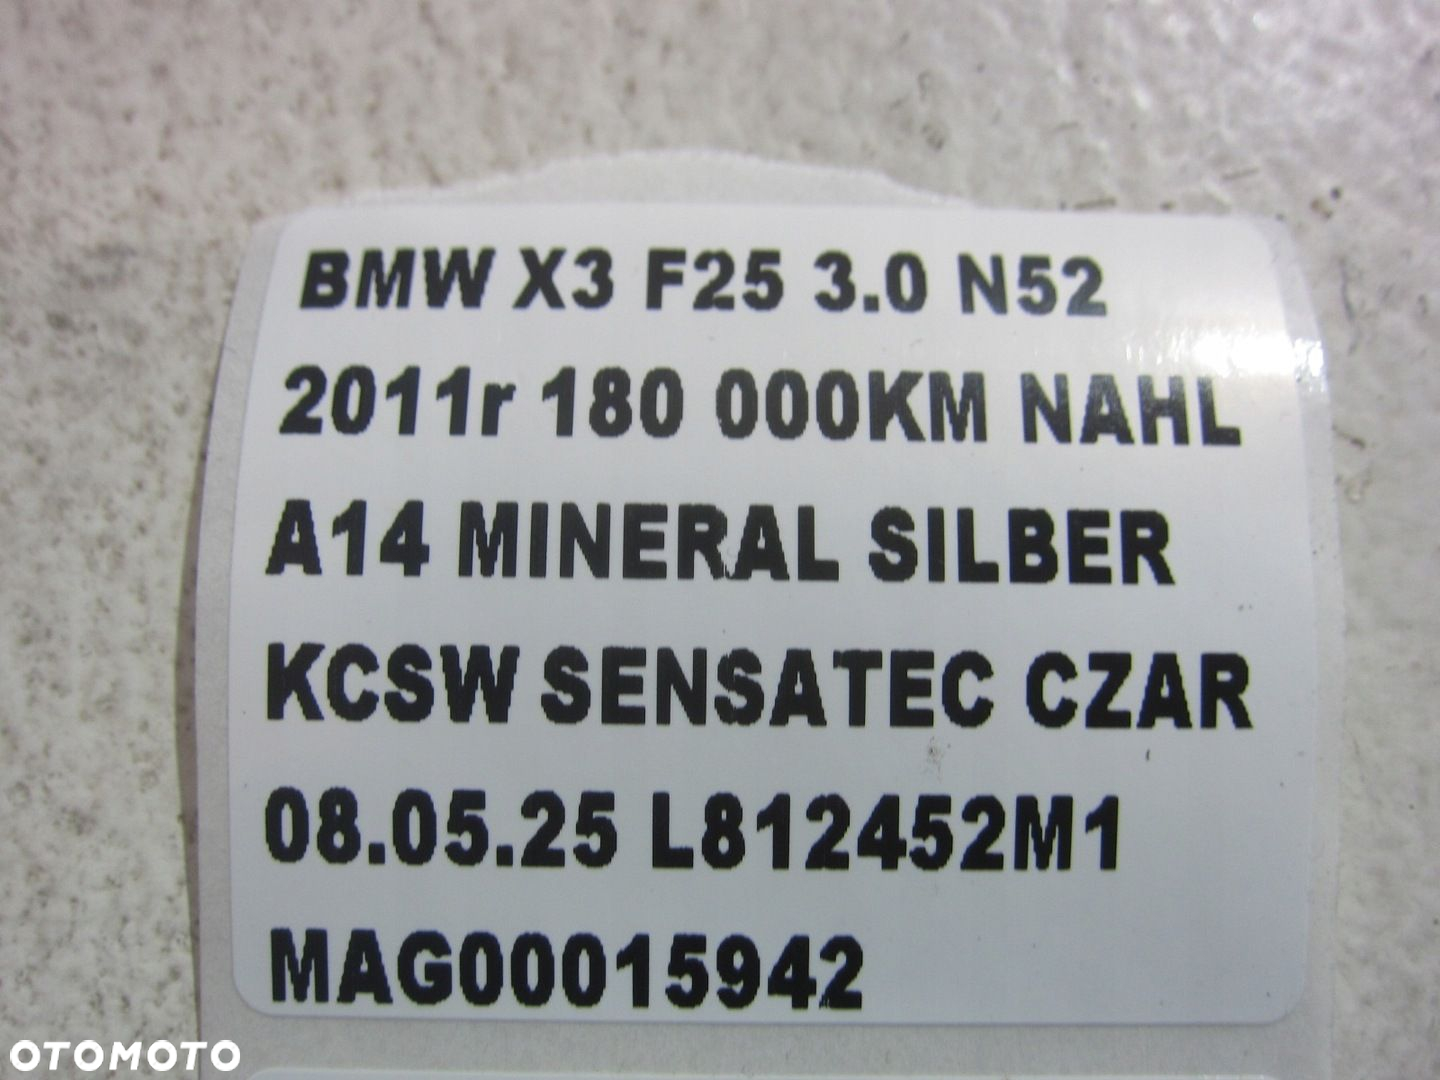 BMW X3 F25 3.0 N52
2011r 180 000KM NAHL
A14 MINERAL SILBER
KCSW SENSATEC CZAR
08.05.25 L812452M1
MAG00015942
OTOMOTO